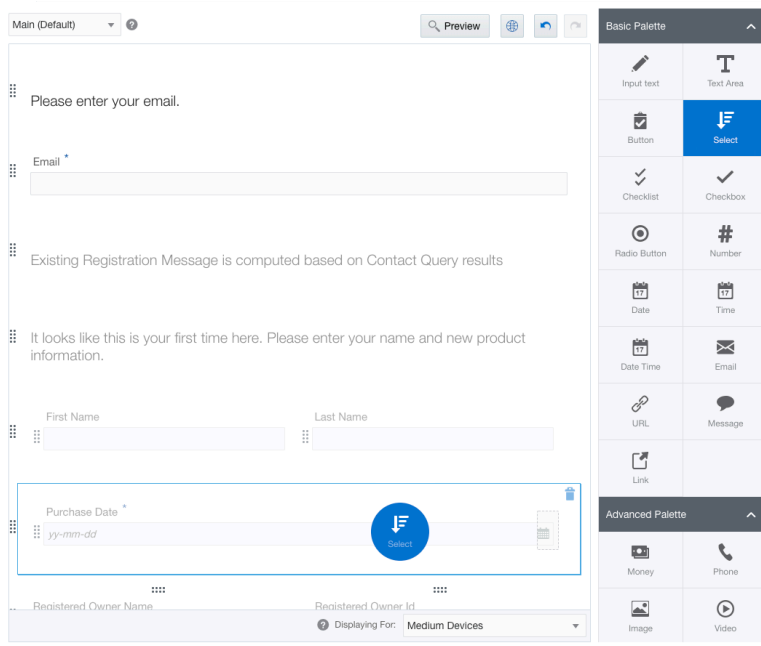 Main (Default)
?
Preview
Please enter your email.
Email *
Existing Registration Message is computed based on Contact Query results
It looks like this is your first time here. Please enter your name and new product
information.
First Name
Last Name
Purchase Date *
yy-mm-dd
Select
Registered Owner Name
Registered Owner Id
? Displaying For: Medium Devices
Basic Palette
Input text
Text Area
Button
Select
Checklist
Checkbox
Radio Button
#
Number
17
Date
17
Time
17
Date Time
Email
URL
Message
Link
Advanced Palette
Money
Phone
Image
Video